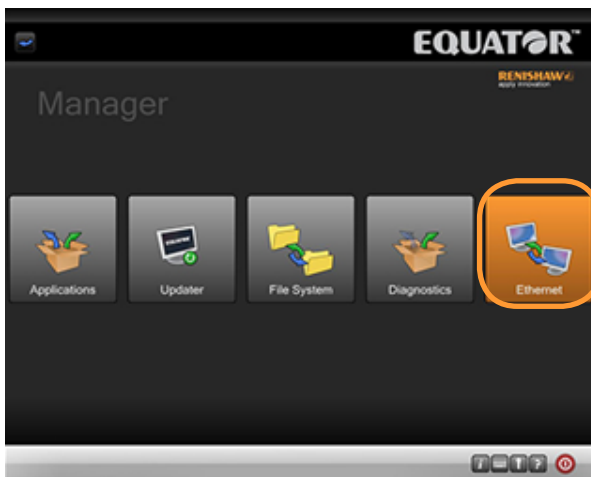 EQUATOR™
RENISHAW
apply innovation
Manager
Applications
Updater
File System
Diagnostics
Ethernet